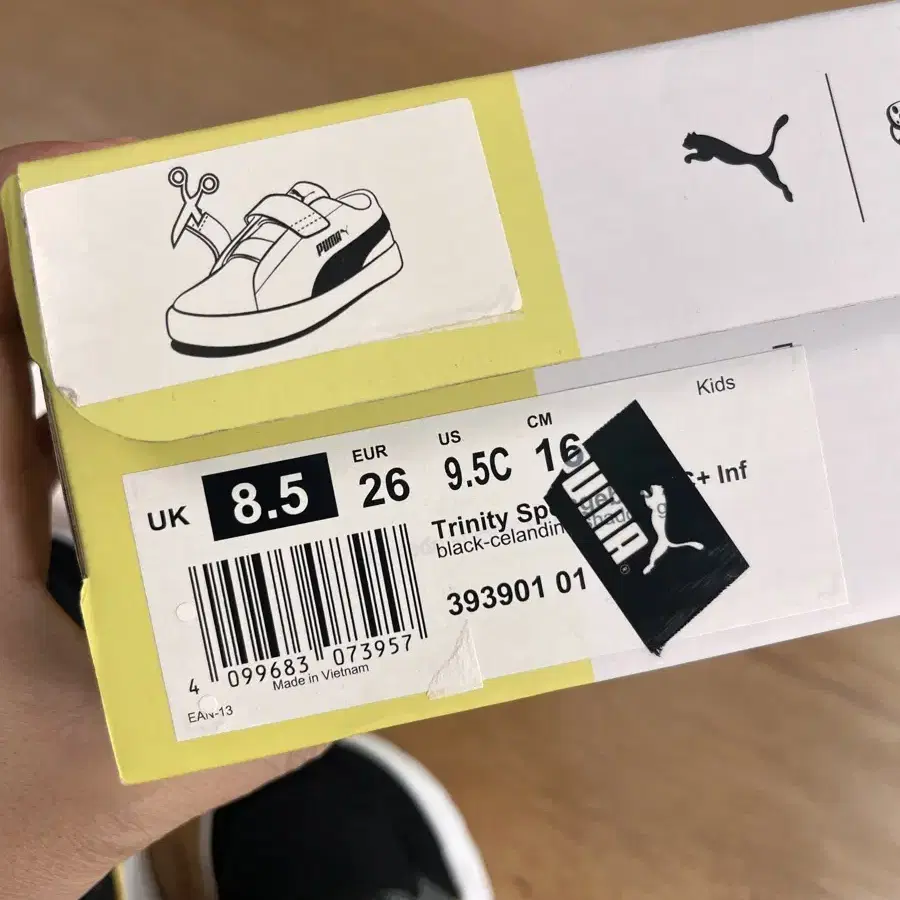 PUMA
Kids
UK 8.5
EUR 26
US 9.5C
CM 16
Trinity Sp + Inf
black-celandin
393901 01
PUMA
4 099683 073957
Made in Vietnam
EAN-13